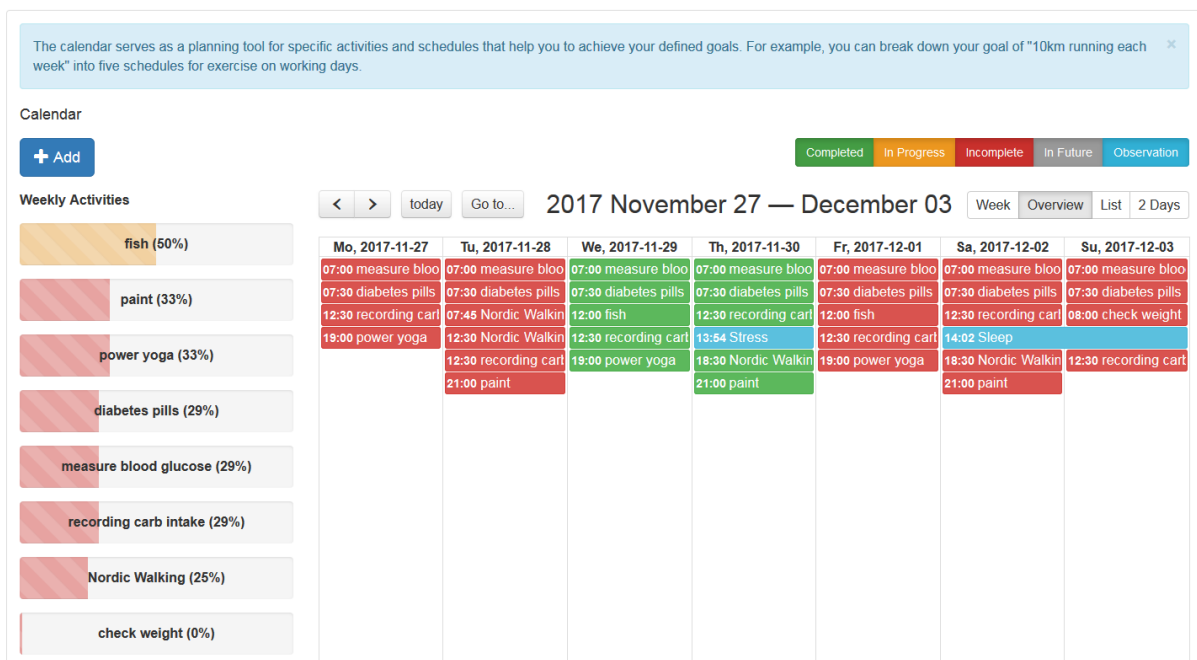 The calendar serves as a planning tool for specific activities and schedules that help you to achieve your defined goals. For example, you can break down your goal of "10km running each
week" into five schedules for exercise on working days.
×
Calendar
Add
Completed In Progress Incomplete In Future Observation
Weekly Activities
today Go to... 2017 November 27 — December 03 Week Overview List 2 Days
fish (50%)
paint (33%)
power yoga (33%)
diabetes pills (29%)
measure blood glucose (29%)
recording carb intake (29%)
Nordic Walking (25%)
check weight (0%)
Mo, 2017-11-27 Tu, 2017-11-28 We, 2017-11-29 Th, 2017-11-30 Fr, 2017-12-01 Sa, 2017-12-02 Su, 2017-12-03
07:00 measure bloo 07:00 measure bloo 07:00 measure bloo 07:00 measure bloo 07:00 measure bloo 07:00 measure bloo 07:00 measure bloo
07:30 diabetes pills 07:30 diabetes pills 07:30 diabetes pills 07:30 diabetes pills 07:30 diabetes pills 07:30 diabetes pills 07:30 diabetes pills
12:30 recording carl 07:45 Nordic Walkin 12:00 fish 12:30 recording carl 12:00 fish 12:30 recording carl 08:00 check weight
19:00 power yoga 12:30 Nordic Walkin 12:30 recording cart 13:54 Stress 12:30 recording cart 14:02 Sleep
12:30 recording cart 19:00 power yoga 18:30 Nordic Walkin 19:00 power yoga 18:30 Nordic Walkin 12:30 recording cart
21:00 paint 21:00 paint 21:00 paint